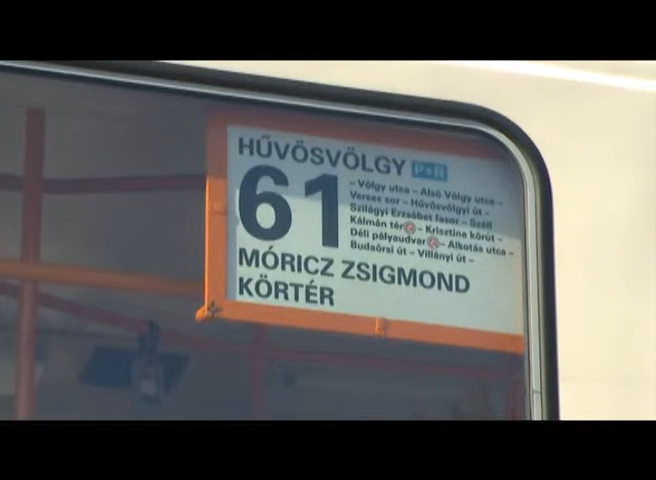 HŰVÖSVÖLGY P+R
61
– Völgy utca – Alsó Völgy utca –
Verses sor – Hűvösvölgyi út –
Szilágyi Erzsébet fasor – Széll
Kálmán tér – Krisztina körút –
Déli pályaudvar – Alkotás utca –
Budaörsi út – Villányi út –
MÓRICZ ZSIGMOND
KÖRTÉR